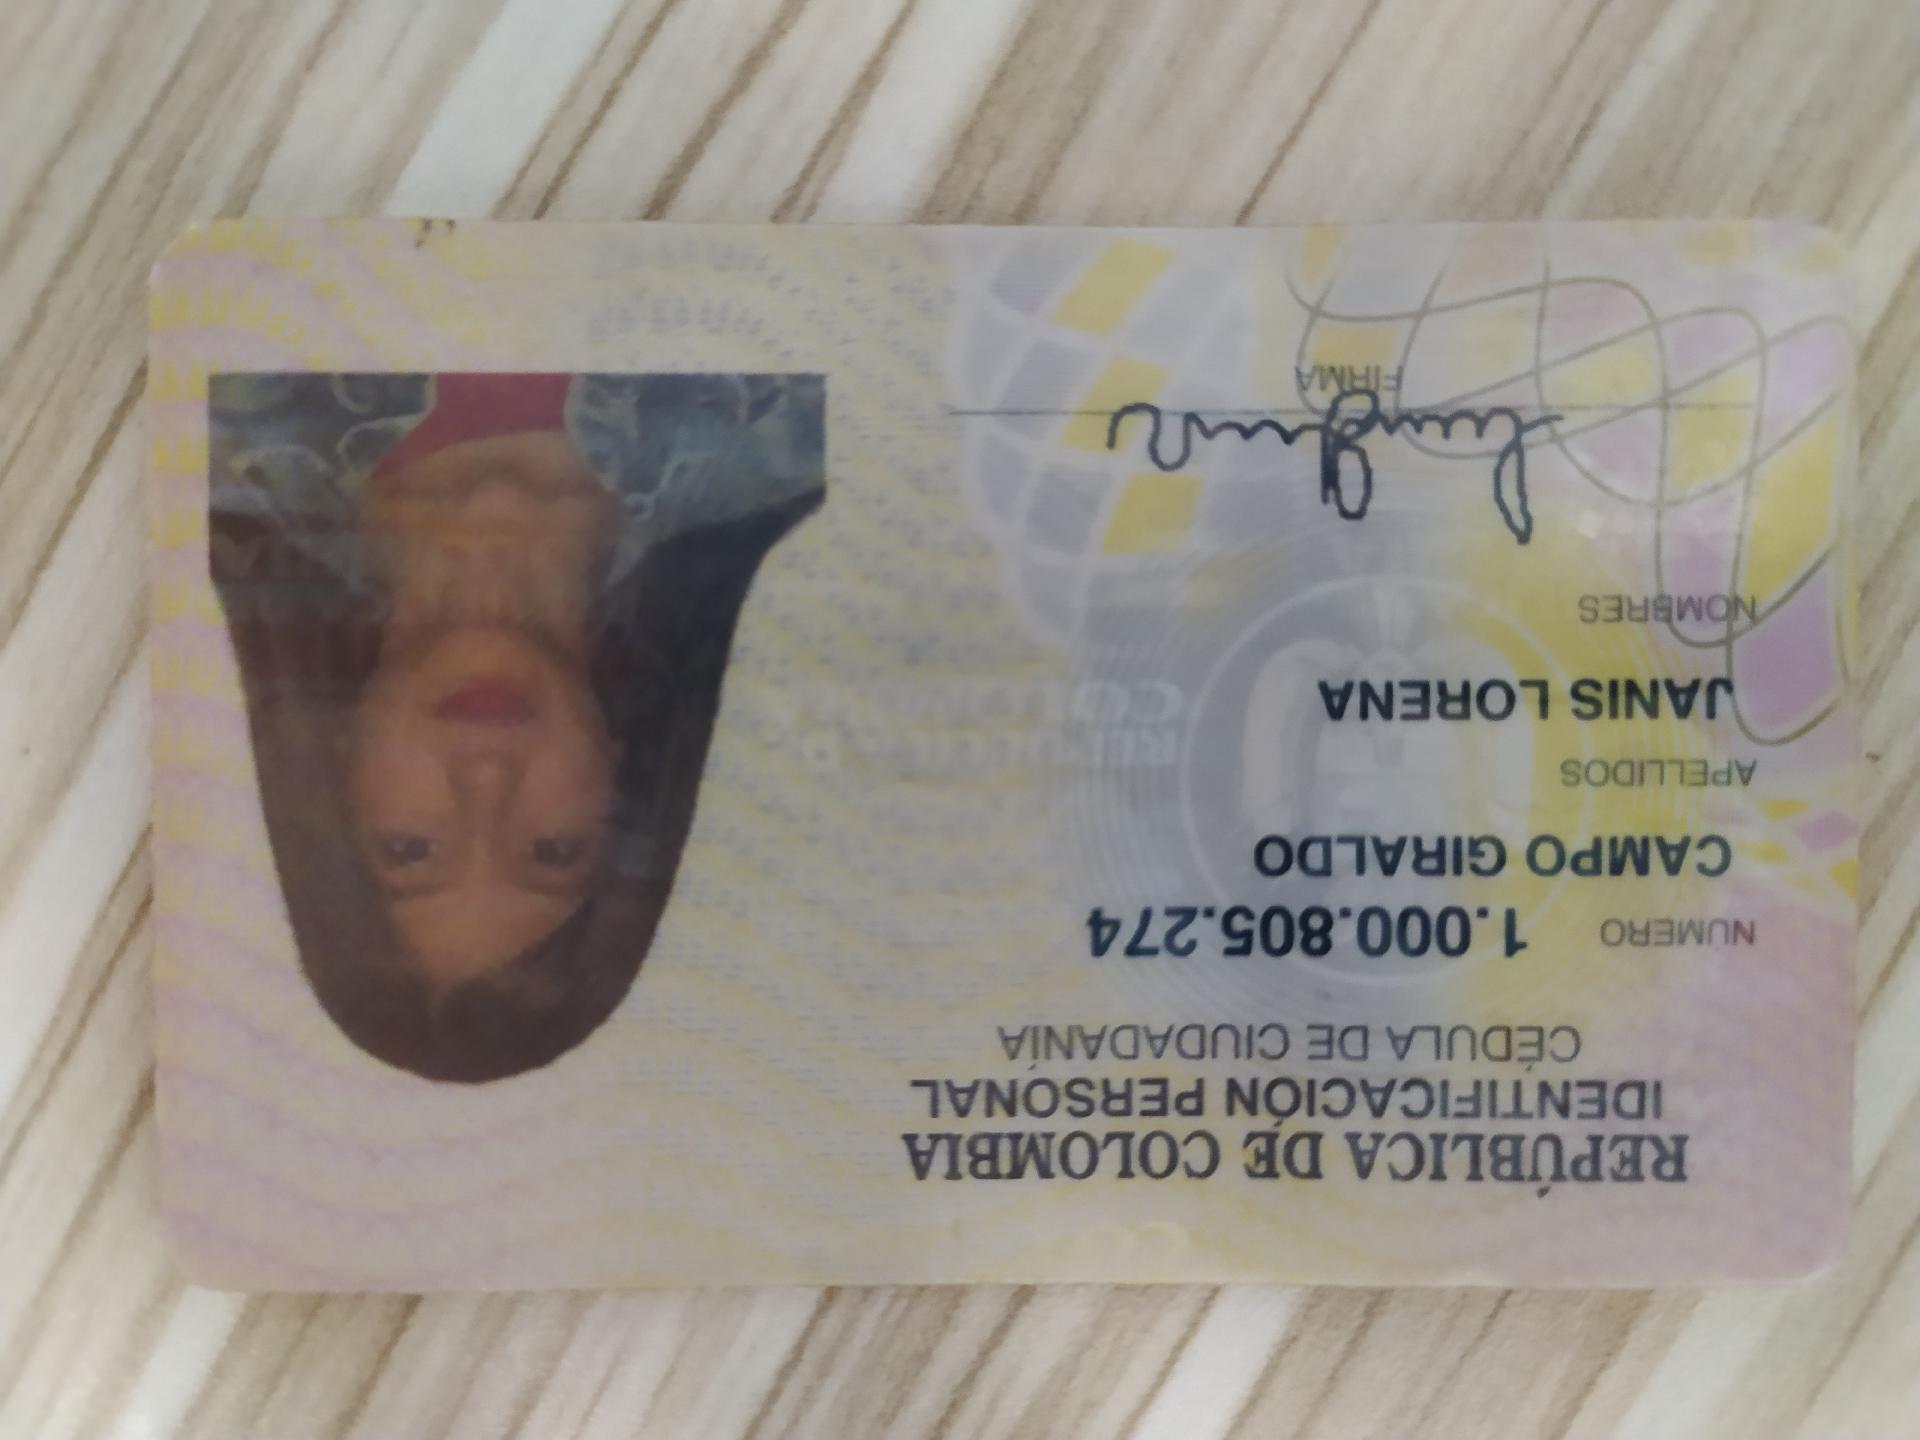 REPÚBLICA DE COLOMBIA
IDENTIFICACIÓN PERSONAL
CÉDULA DE CIUDADANÍA
NÚMERO 1.000.805.274
CAMPO GIRALDO
APELLIDOS
JANIS LORENA
NOMBRES
FIRMA